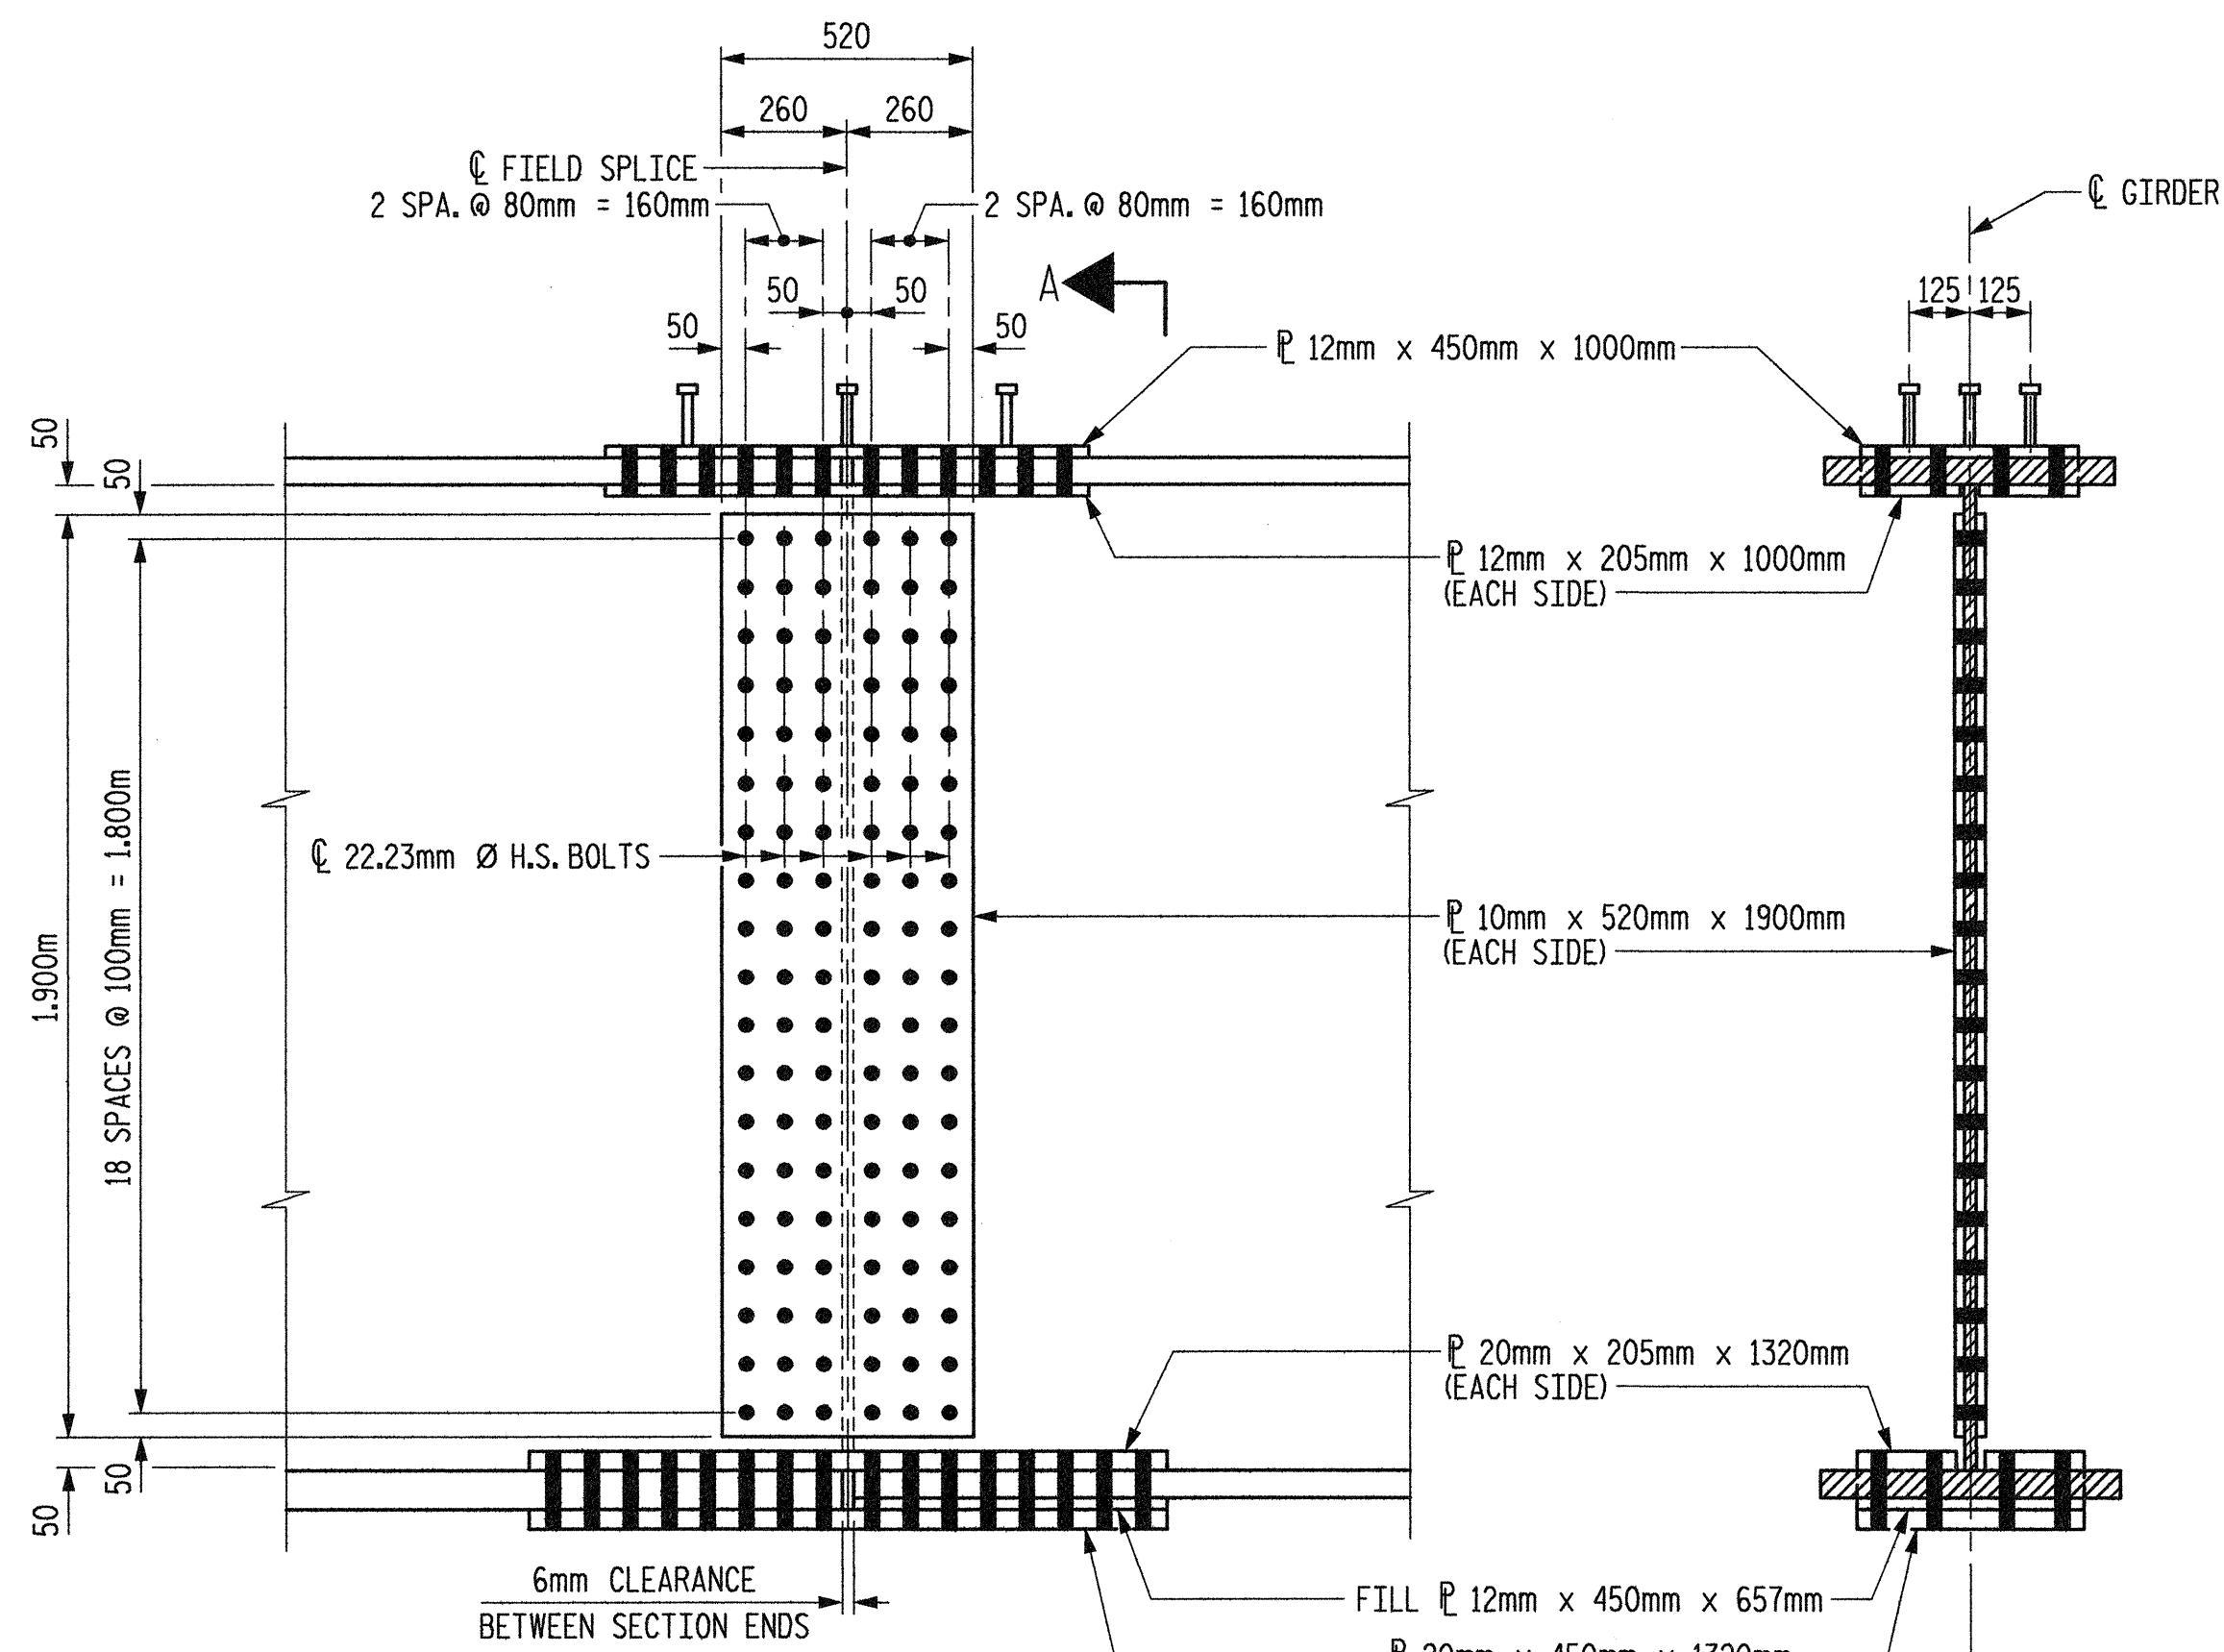 520
260 260
℄ FIELD SPLICE
2 SPA. @ 80mm = 160mm
2 SPA. @ 80mm = 160mm
℄ GIRDER
A
50 50
125 125
50
50
ℙ 12mm x 450mm x 1000mm
50
50
ℙ 12mm x 205mm x 1000mm
(EACH SIDE)
℄ 22.23mm Ø H.S. BOLTS
1.900m
18 SPACES @ 100mm = 1.800m
ℙ 10mm x 520mm x 1900mm
(EACH SIDE)
ℙ 20mm x 205mm x 1320mm
(EACH SIDE)
50
50
6mm CLEARANCE
BETWEEN SECTION ENDS
FILL ℙ 12mm x 450mm x 657mm
ℙ 20mm x 450mm x 1320mm